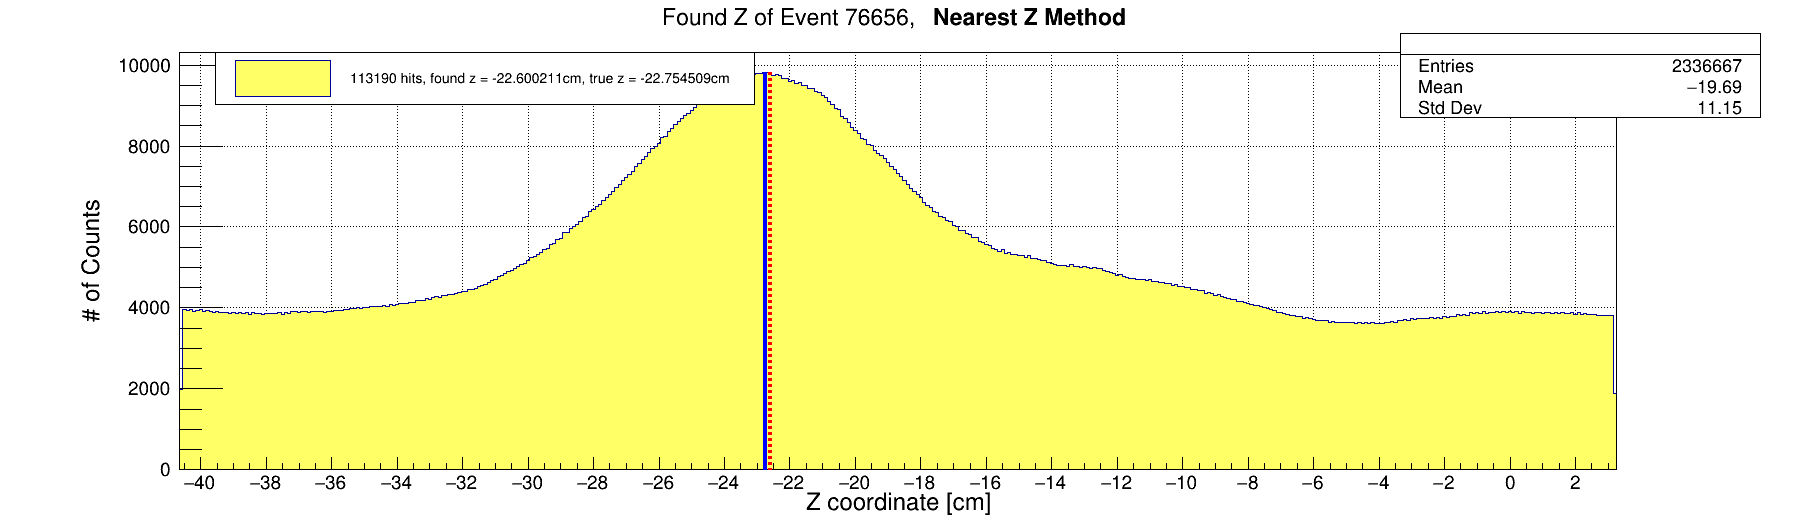 Found Z of Event 76656, Nearest Z Method
113190 hits, found z = -22.600211cm, true z = -22.754509cm
Entries 2336667
Mean −19.69
Std Dev 11.15
# of Counts
10000
8000
6000
4000
2000
0
−40 −38 −36 −34 −32 −30 −28 −26 −24 −22 −20 −18 −16 −14 −12 −10 −8 −6 −4 −2 0 2
Z coordinate [cm]